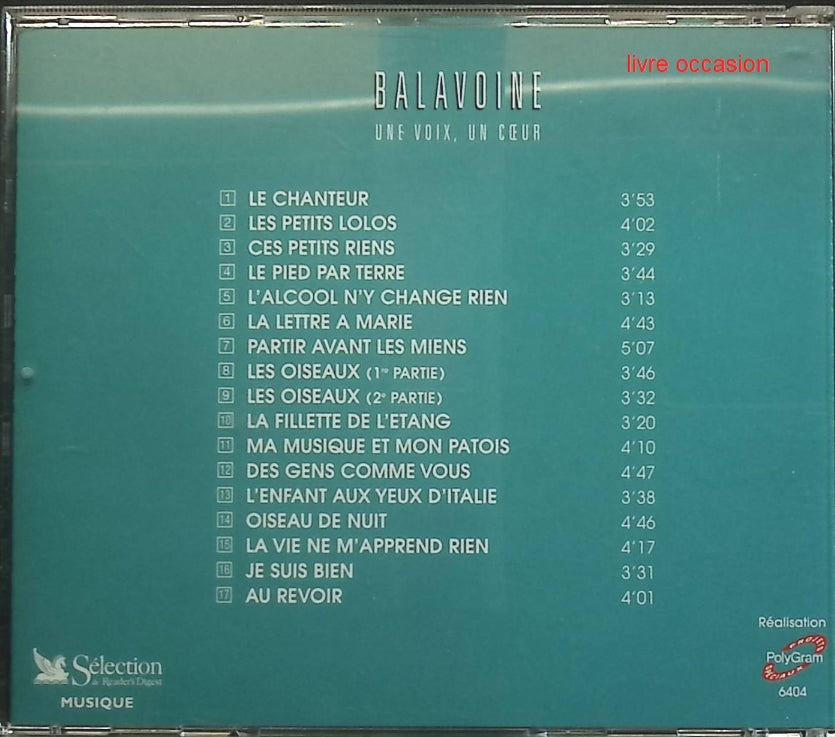 livre occasion
BALAVOINE
UNE VOIX, UN CŒUR
1 LE CHANTEUR 3'53
2 LES PETITS LOLOS 4'02
3 CES PETITS RIENS 3'29
4 LE PIED PAR TERRE 3'44
5 L'ALCOOL N'Y CHANGE RIEN 3'13
6 LA LETTRE A MARIE 4'43
7 PARTIR AVANT LES MIENS 5'07
8 LES OISEAUX (1re PARTIE) 3'46
9 LES OISEAUX (2e PARTIE) 3'32
10 LA FILLETTE DE L'ETANG 3'20
11 MA MUSIQUE ET MON PATOIS 4'10
12 DES GENS COMME VOUS 4'47
13 L'ENFANT AUX YEUX D'ITALIE 3'38
14 OISEAU DE NUIT 4'46
15 LA VIE NE M'APPREND RIEN 4'17
16 JE SUIS BIEN 3'31
17 AU REVOIR 4'01
Réalisation
PROJETS
PolyGram
SPECIAUX
6404
Sélection
du Reader's Digest
MUSIQUE